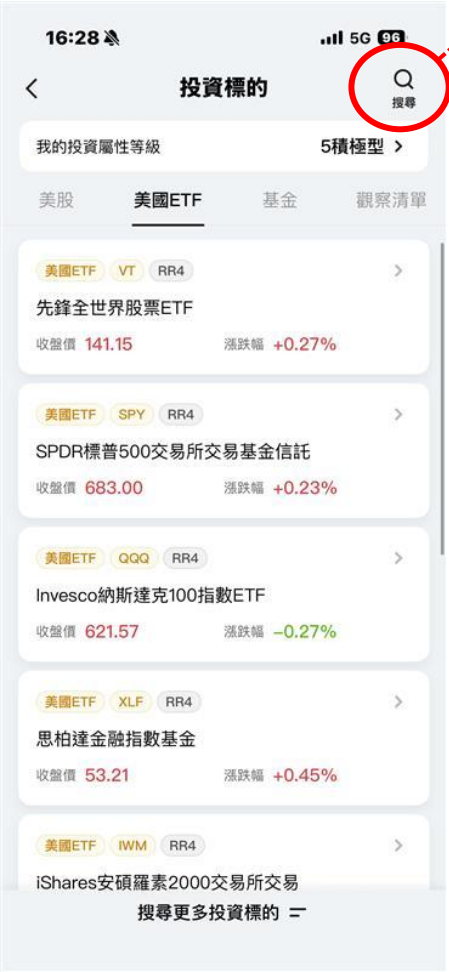 16:28 5G 96
投資標的
搜尋
我的投資屬性等級 5積極型
美股 美國ETF 基金 觀察清單
美國ETF VT RR4
先鋒全世界股票ETF
收盤價 141.15 漲跌幅 +0.27%
美國ETF SPY RR4
SPDR標普500交易所交易基金信託
收盤價 683.00 漲跌幅 +0.23%
美國ETF QQQ RR4
Invesco納斯達克100指數ETF
收盤價 621.57 漲跌幅 –0.27%
美國ETF XLF RR4
思柏達金融指數基金
收盤價 53.21 漲跌幅 +0.45%
美國ETF IWM RR4
iShares安碩羅素2000交易所交易
搜尋更多投資標的